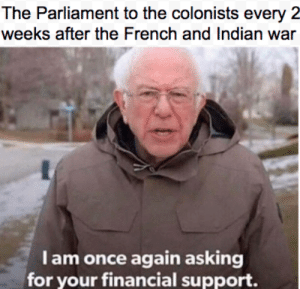 The Parliament to the colonists every 2
weeks after the French and Indian war
I am once again asking
for your financial support.